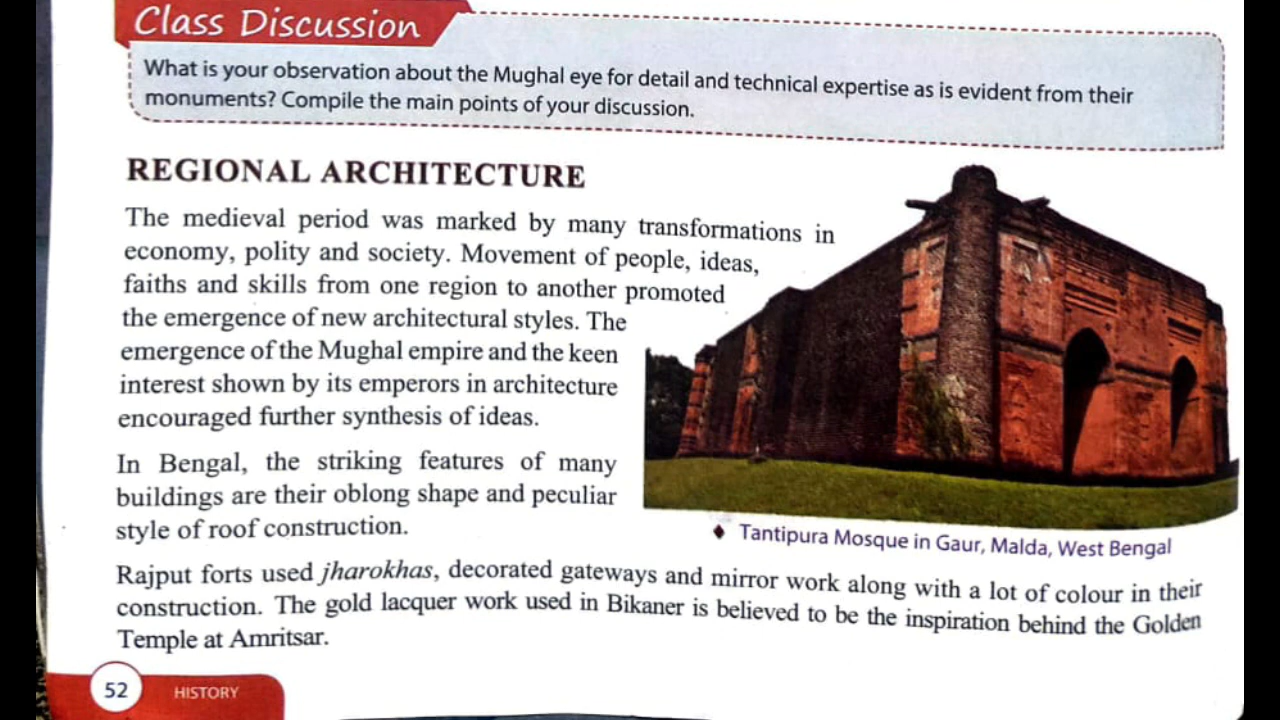 Class Discussion
What is your observation about the Mughal eye for detail and technical expertise as is evident from their
monuments? Compile the main points of your discussion.
REGIONAL ARCHITECTURE
The medieval period was marked by many transformations in
economy, polity and society. Movement of people, ideas,
faiths and skills from one region to another promoted
the emergence of new architectural styles. The
emergence of the Mughal empire and the keen
interest shown by its emperors in architecture
encouraged further synthesis of ideas.
In Bengal, the striking features of many
buildings are their oblong shape and peculiar
style of roof construction.
♦ Tantipura Mosque in Gaur, Malda, West Bengal
Rajput forts used jharokhas, decorated gateways and mirror work along with a lot of colour in their
construction. The gold lacquer work used in Bikaner is believed to be the inspiration behind the Golden
Temple at Amritsar.
52 HISTORY